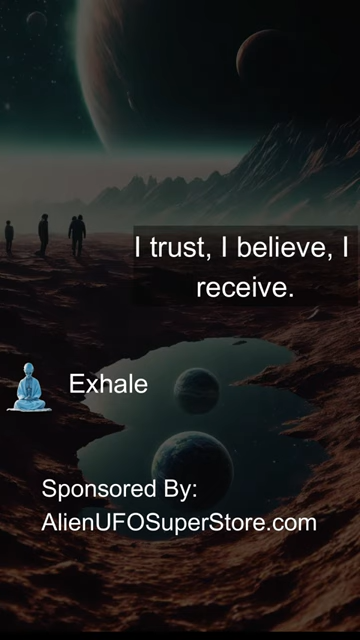 I trust, I believe, I
receive.
Exhale
Sponsored By:
AlienUFOSuperStore.com